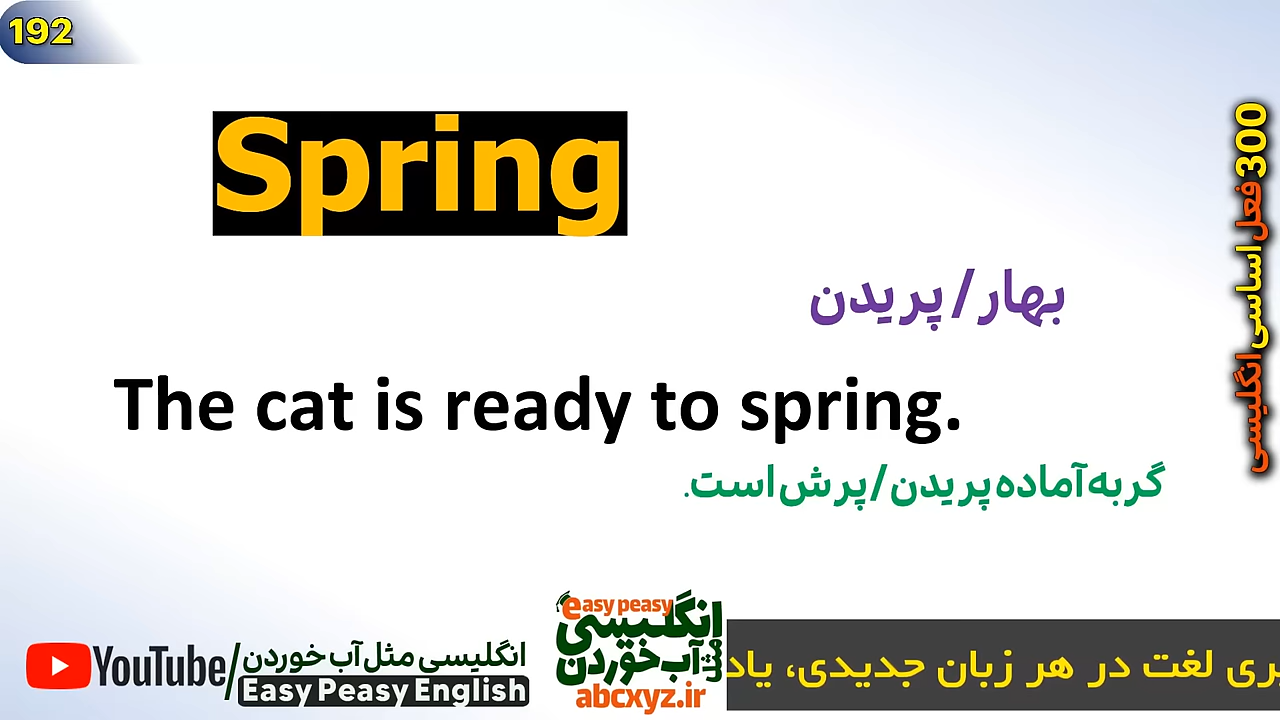 192
Spring
300 فعل اساسی انگلیسی
بهار / پریدن
The cat is ready to spring.
گربه آماده پریدن / پرش است.
easy peasy
انگلیسی
مثل
آب خوردن
abcxyz.ir
YouTube/انگلیسی مثل آب خوردن
Easy Peasy English
یری لغت در هر زبان جدیدی، یاد